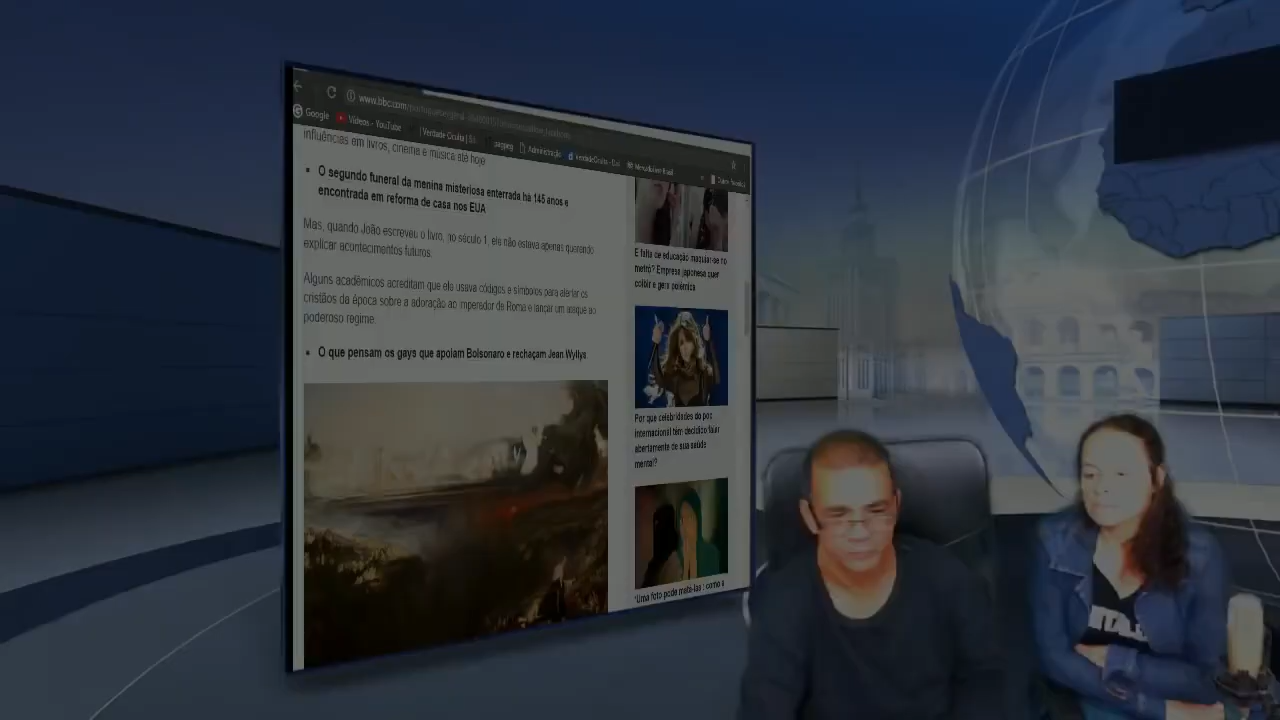 www.bbc.com/portuguese/
Google
Vídeos - YouTube
Verdade Oculta
pagpeg
Administração
VerdadeOculta
Mercado
Brasil
Outros
influências em livros, cinema e música até hoje
• O segundo funeral da menina misteriosa enterrada há 145 anos e
encontrada em reforma de casa nos EUA
Mas, quando João escreveu o livro, no século 1, ele não estava apenas querendo
explicar acontecimentos futuros.
Alguns acadêmicos acreditam que ele usava códigos e símbolos para alertar os
cristãos da época sobre a adoração ao imperador de Roma e lançar um ataque ao
poderoso regime.
• O que pensam os gays que apoiam Bolsonaro e rechaçam Jean Wyllys
É falta de educação maquiar-se no
metrô? Empresa japonesa quer
coibir e gera polêmica
Por que celebridades do pop
internacional têm decidido falar
abertamente de sua saúde
mental?
'Uma foto pode matá-las': como a